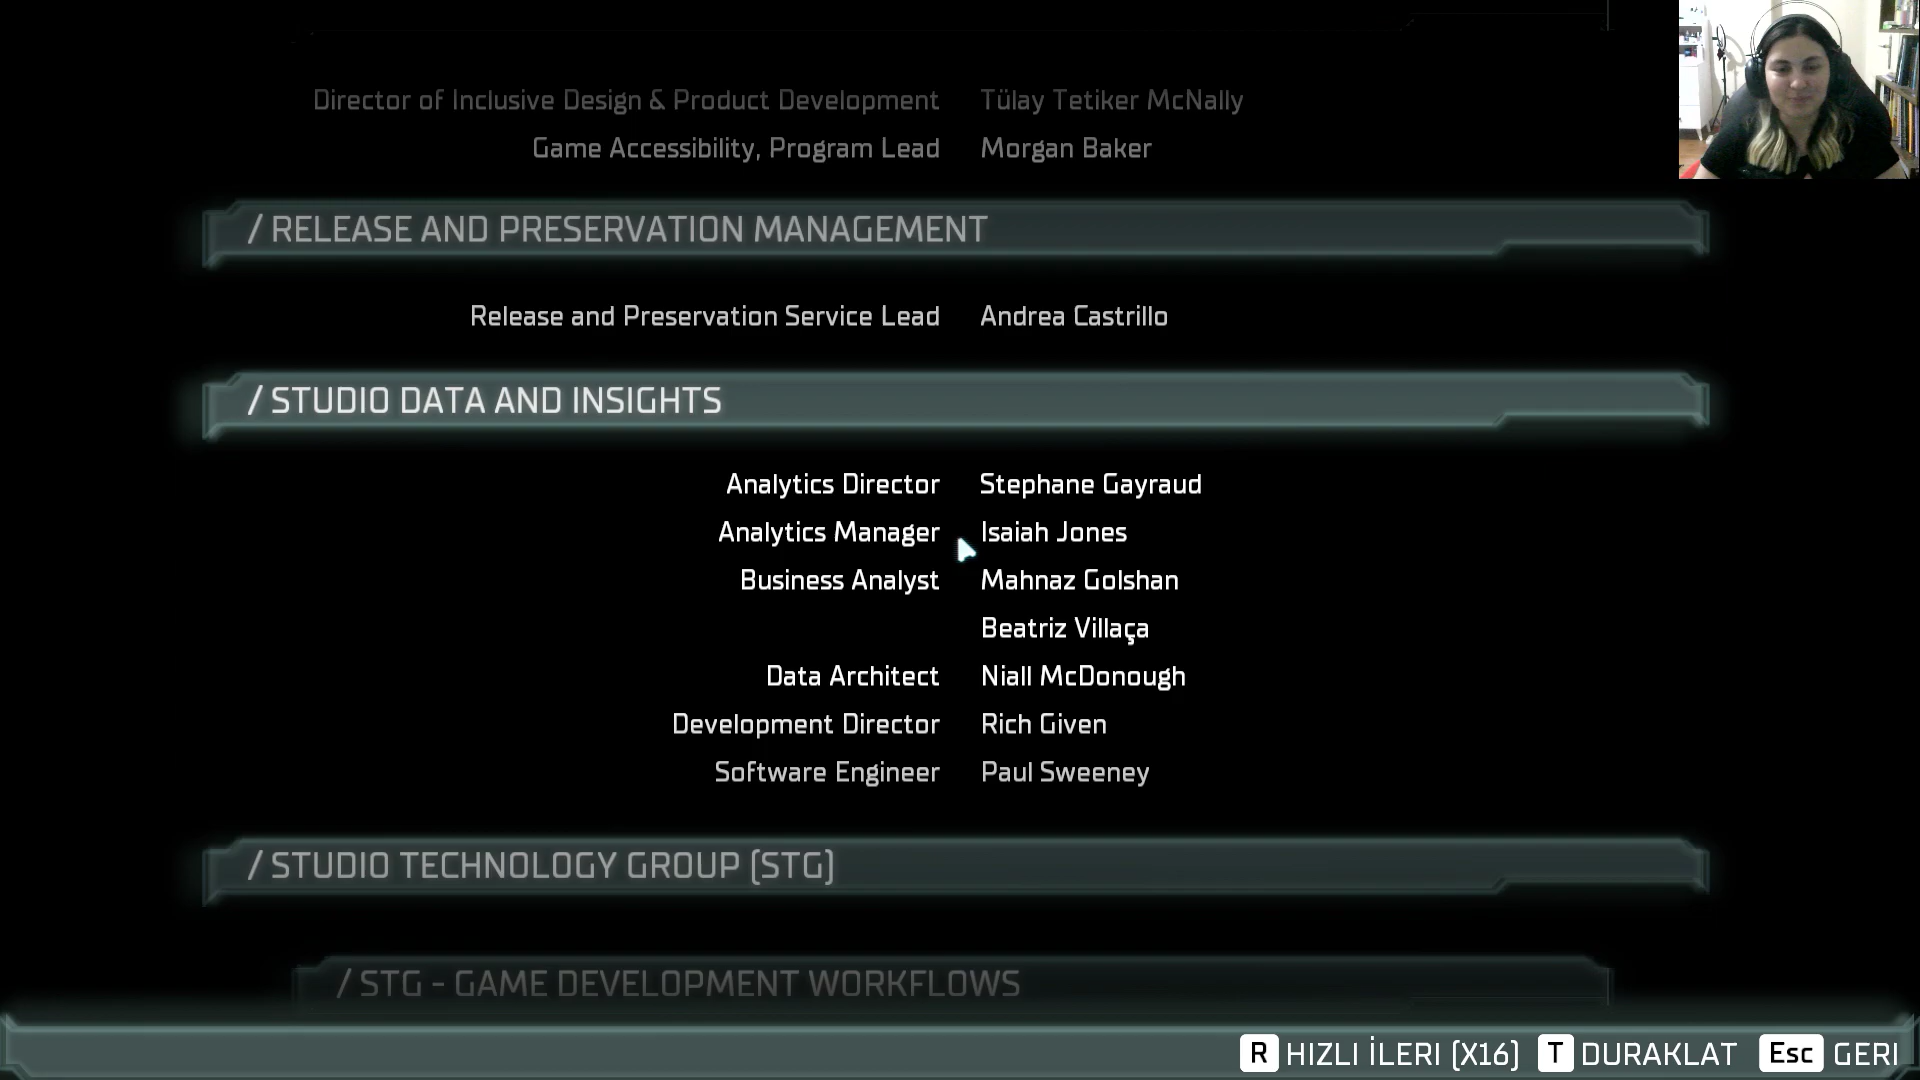 Director of Inclusive Design & Product Development Tülay Tetiker McNally
Game Accessibility, Program Lead Morgan Baker
/ RELEASE AND PRESERVATION MANAGEMENT
Release and Preservation Service Lead Andrea Castrillo
/ STUDIO DATA AND INSIGHTS
Analytics Director Stephane Gayraud
Analytics Manager Isaiah Jones
Business Analyst Mahnaz Golshan
Beatriz Villaça
Data Architect Niall McDonough
Development Director Rich Given
Software Engineer Paul Sweeney
/ STUDIO TECHNOLOGY GROUP (STG)
/ STG - GAME DEVELOPMENT WORKFLOWS
R HIZLI İLERI (X16) T DURAKLAT Esc GERI